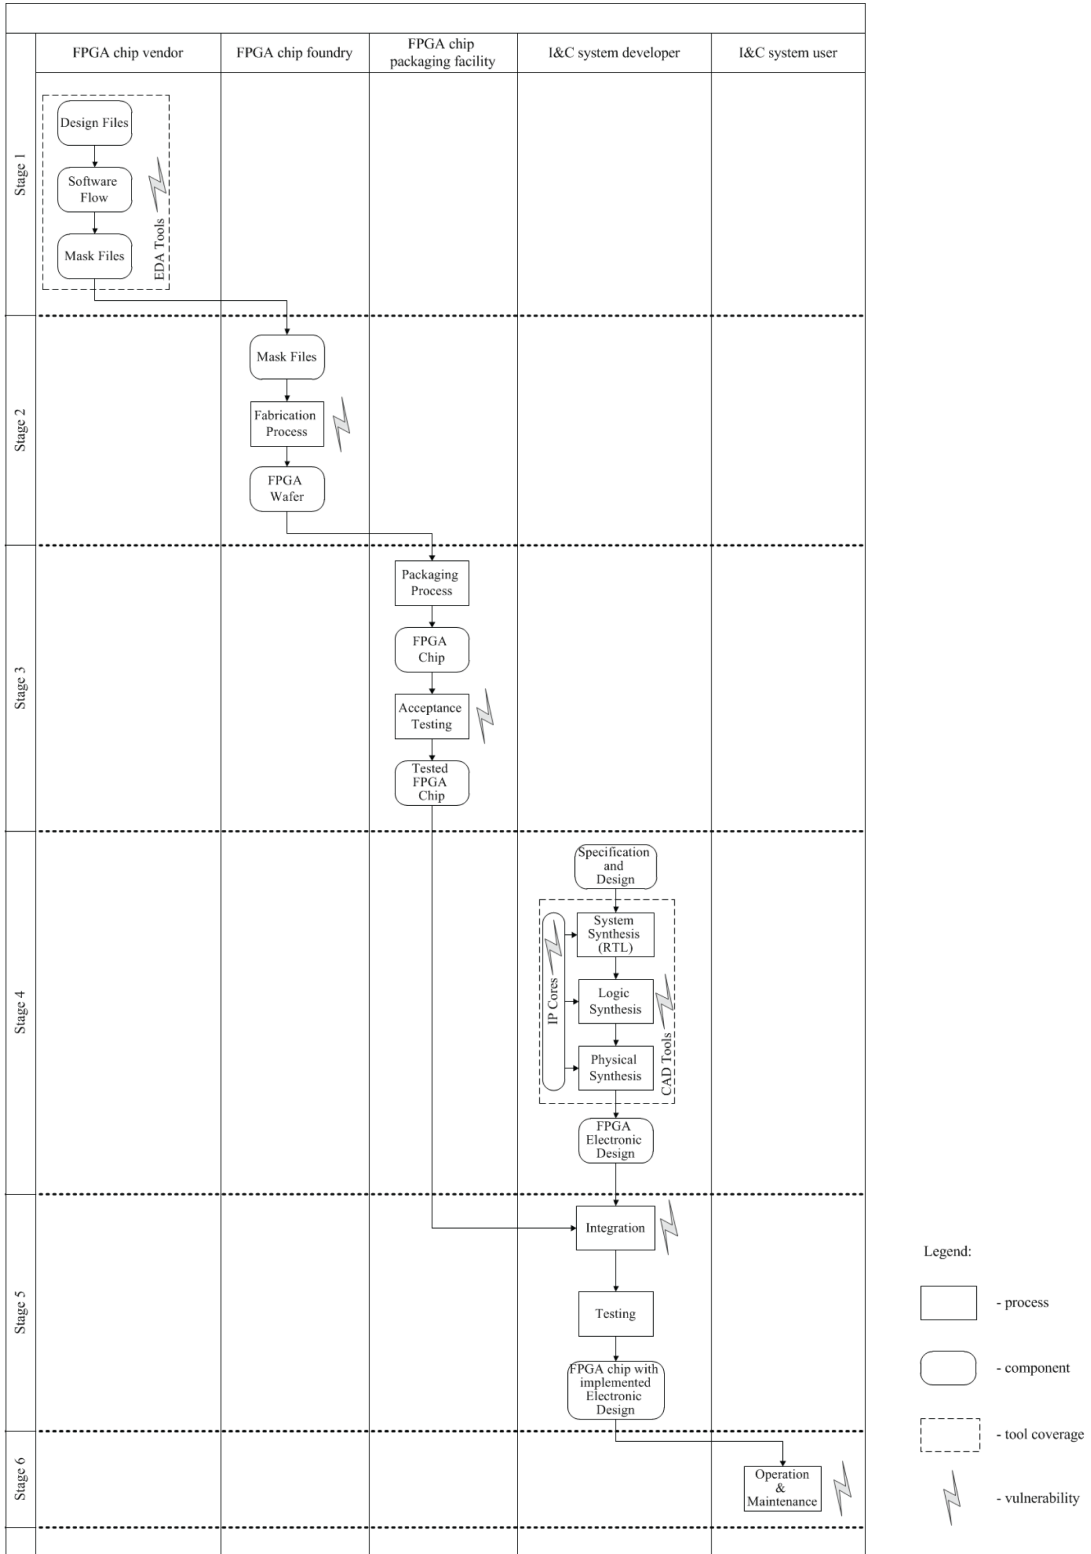 FPGA chip vendor
FPGA chip foundry
FPGA chip
packaging facility
I&C system developer
I&C system user
Stage 1
Design Files
Software
Flow
Mask Files
EDA Tools
Stage 2
Mask Files
Fabrication
Process
FPGA
Wafer
Stage 3
Packaging
Process
FPGA
Chip
Acceptance
Testing
Tested
FPGA
Chip
Stage 4
Specification
and
Design
System
Synthesis
(RTL)
IP Cores
Logic
Synthesis
Physical
Synthesis
CAD Tools
FPGA
Electronic
Design
Stage 5
Integration
Testing
FPGA chip with
implemented
Electronic
Design
Stage 6
Operation
&
Maintenance
Legend:
- process
- component
- tool coverage
- vulnerability